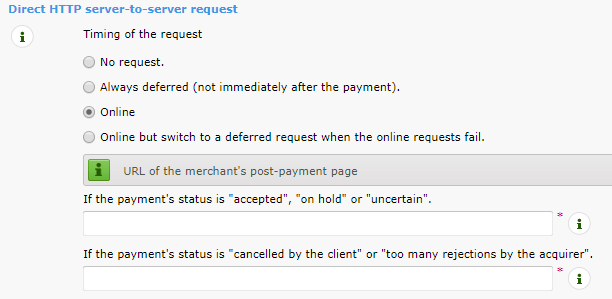 Direct HTTP server-to-server request
Timing of the request
No request.
Always deferred (not immediately after the payment).
Online
Online but switch to a deferred request when the online requests fail.
URL of the merchant's post-payment page
If the payment's status is "accepted", "on hold" or "uncertain".
*
If the payment's status is "cancelled by the client" or "too many rejections by the acquirer".
*